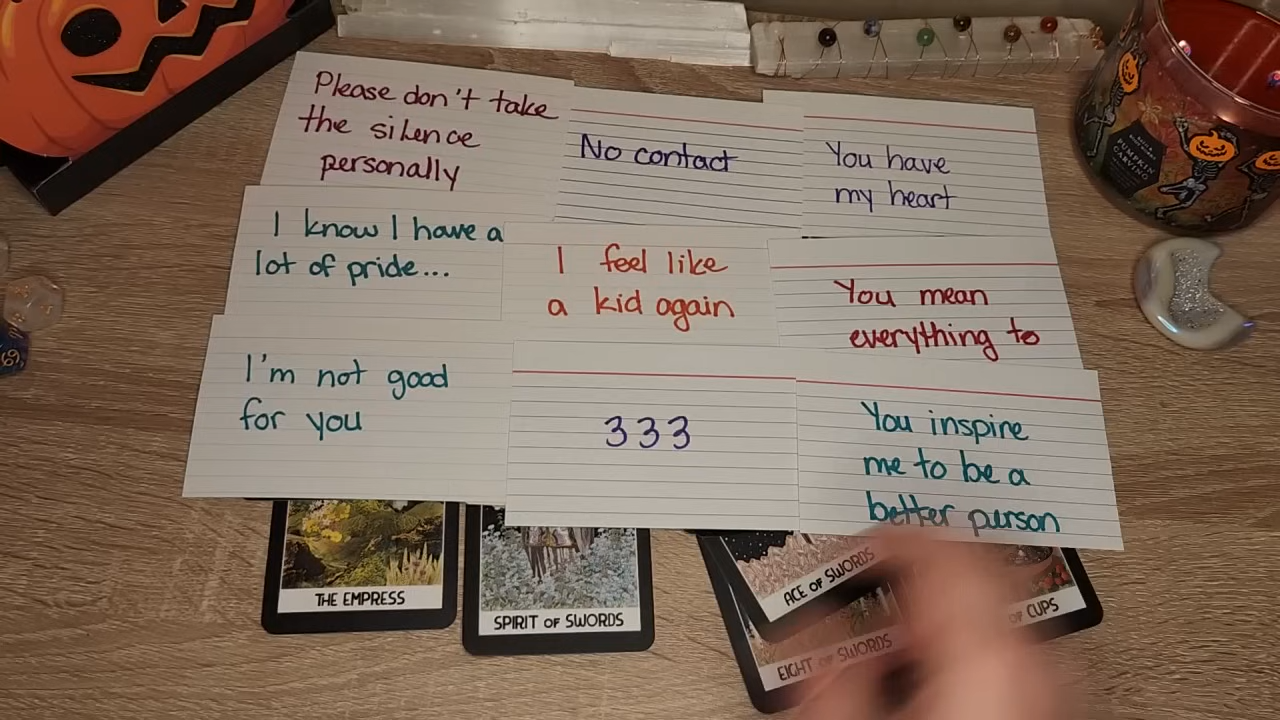 Please don't take
the silence
personally
No contact
You have
my heart
I know I have a
lot of pride...
I feel like
a kid again
You mean
everything to
I'm not good
for you
333
You inspire
me to be a
better person
THE EMPRESS
SPIRIT OF SWORDS
ACE OF SWORDS
EIGHT OF SWORDS
OF CUPS
PUMPKIN
CARVING